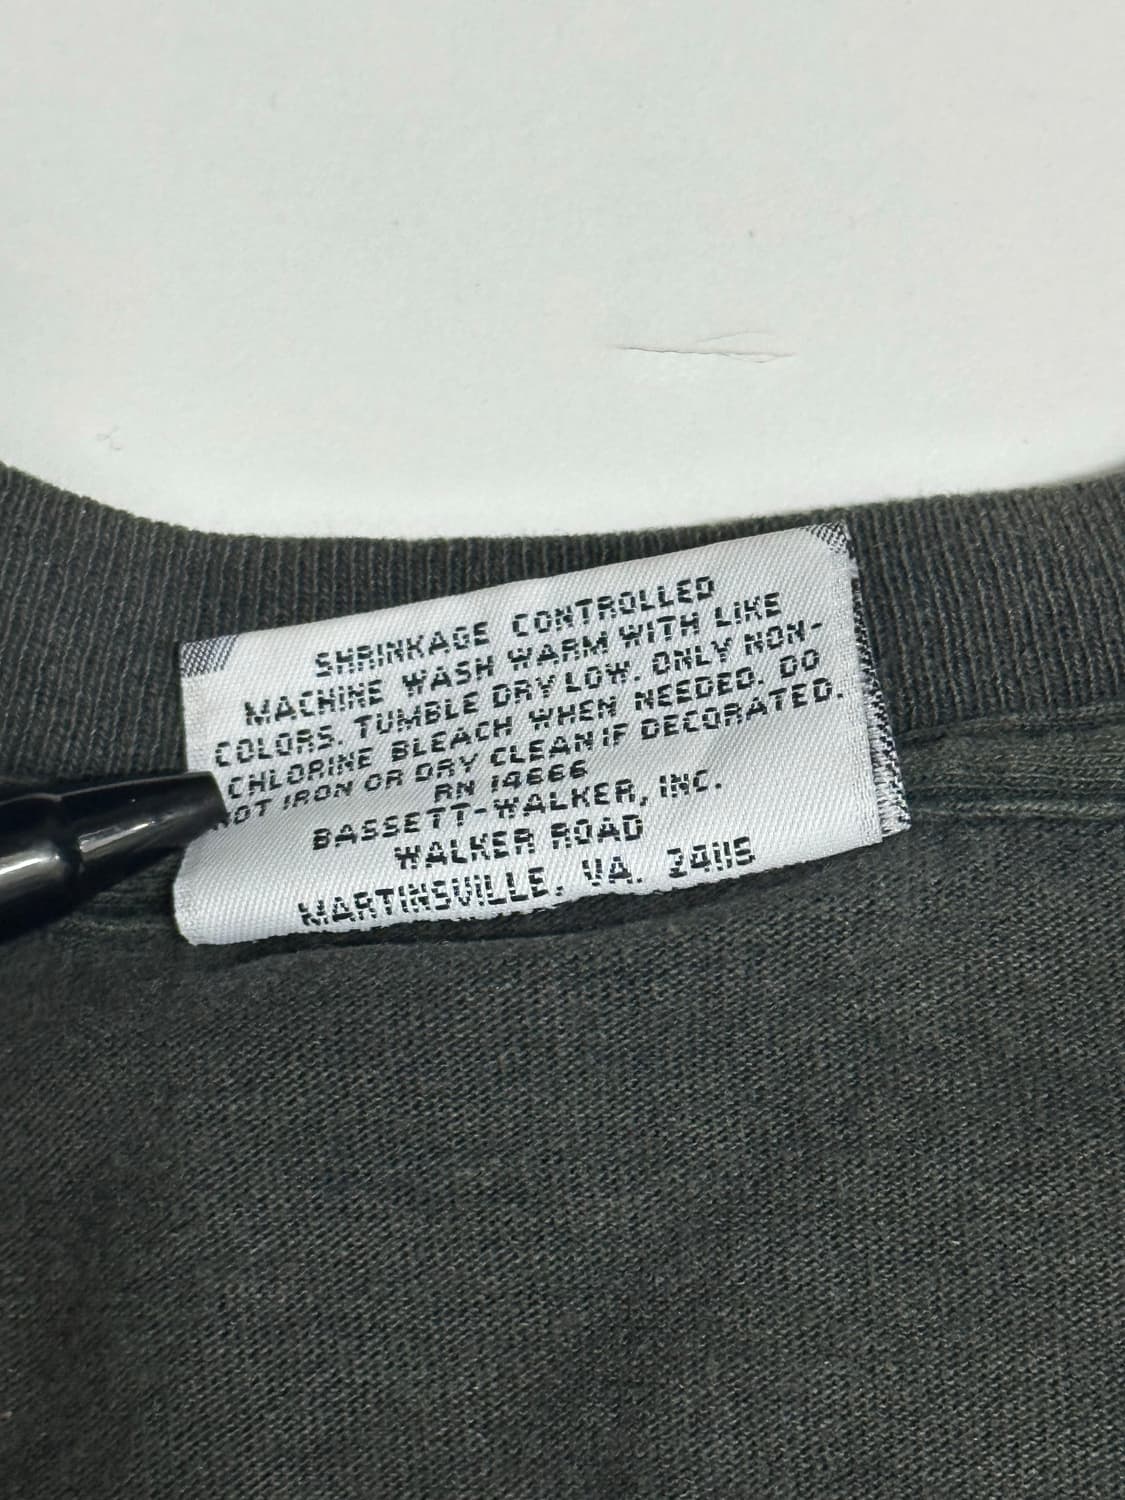 SHRINKAGE CONTROLLED
MACHINE WASH WARM WITH LIKE
COLORS. TUMBLE DRY LOW. ONLY NON-
CHLORINE BLEACH WHEN NEEDED. DO
NOT IRON OR DRY CLEAN IF DECORATED.
RN 14666
BASSETT-WALKER, INC.
WALKER ROAD
MARTINSVILLE, VA. 24115